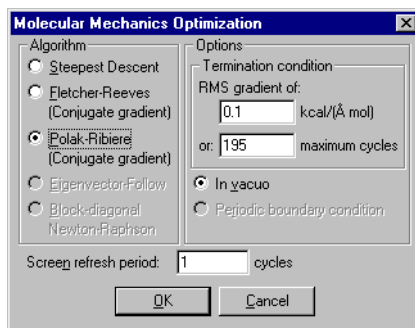 Molecular Mechanics Optimization
Algorithm
Steepest Descent
Fletcher-Reeves
(Conjugate gradient)
Polak-Ribiere
(Conjugate gradient)
Eigenvector-Follow
Block-diagonal
Newton-Raphson
Options
Termination condition
RMS gradient of:
0.1 kcal/(Å mol)
or: 195 maximum cycles
In vacuo
Periodic boundary condition
Screen refresh period: 1 cycles
OK Cancel